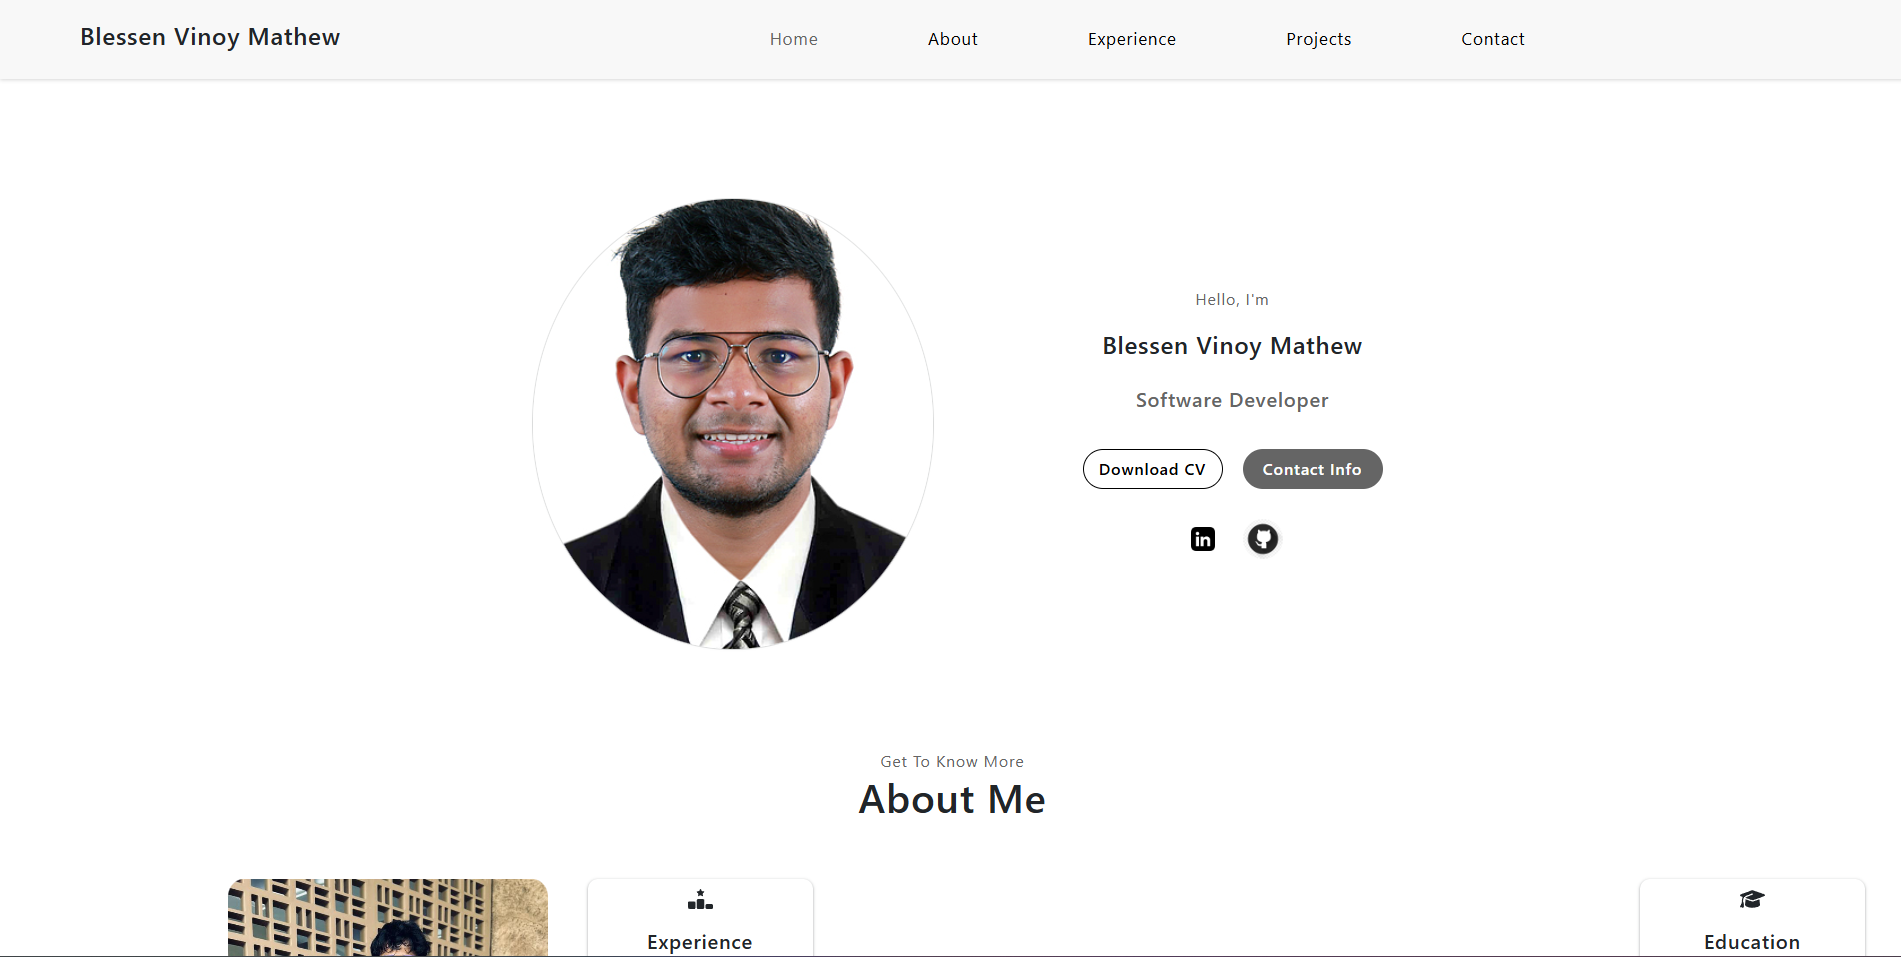 Blessen Vinoy Mathew
Home About Experience Projects Contact
Hello, I'm
Blessen Vinoy Mathew
Software Developer
Download CV Contact Info
in
Get To Know More
About Me
Experience Education